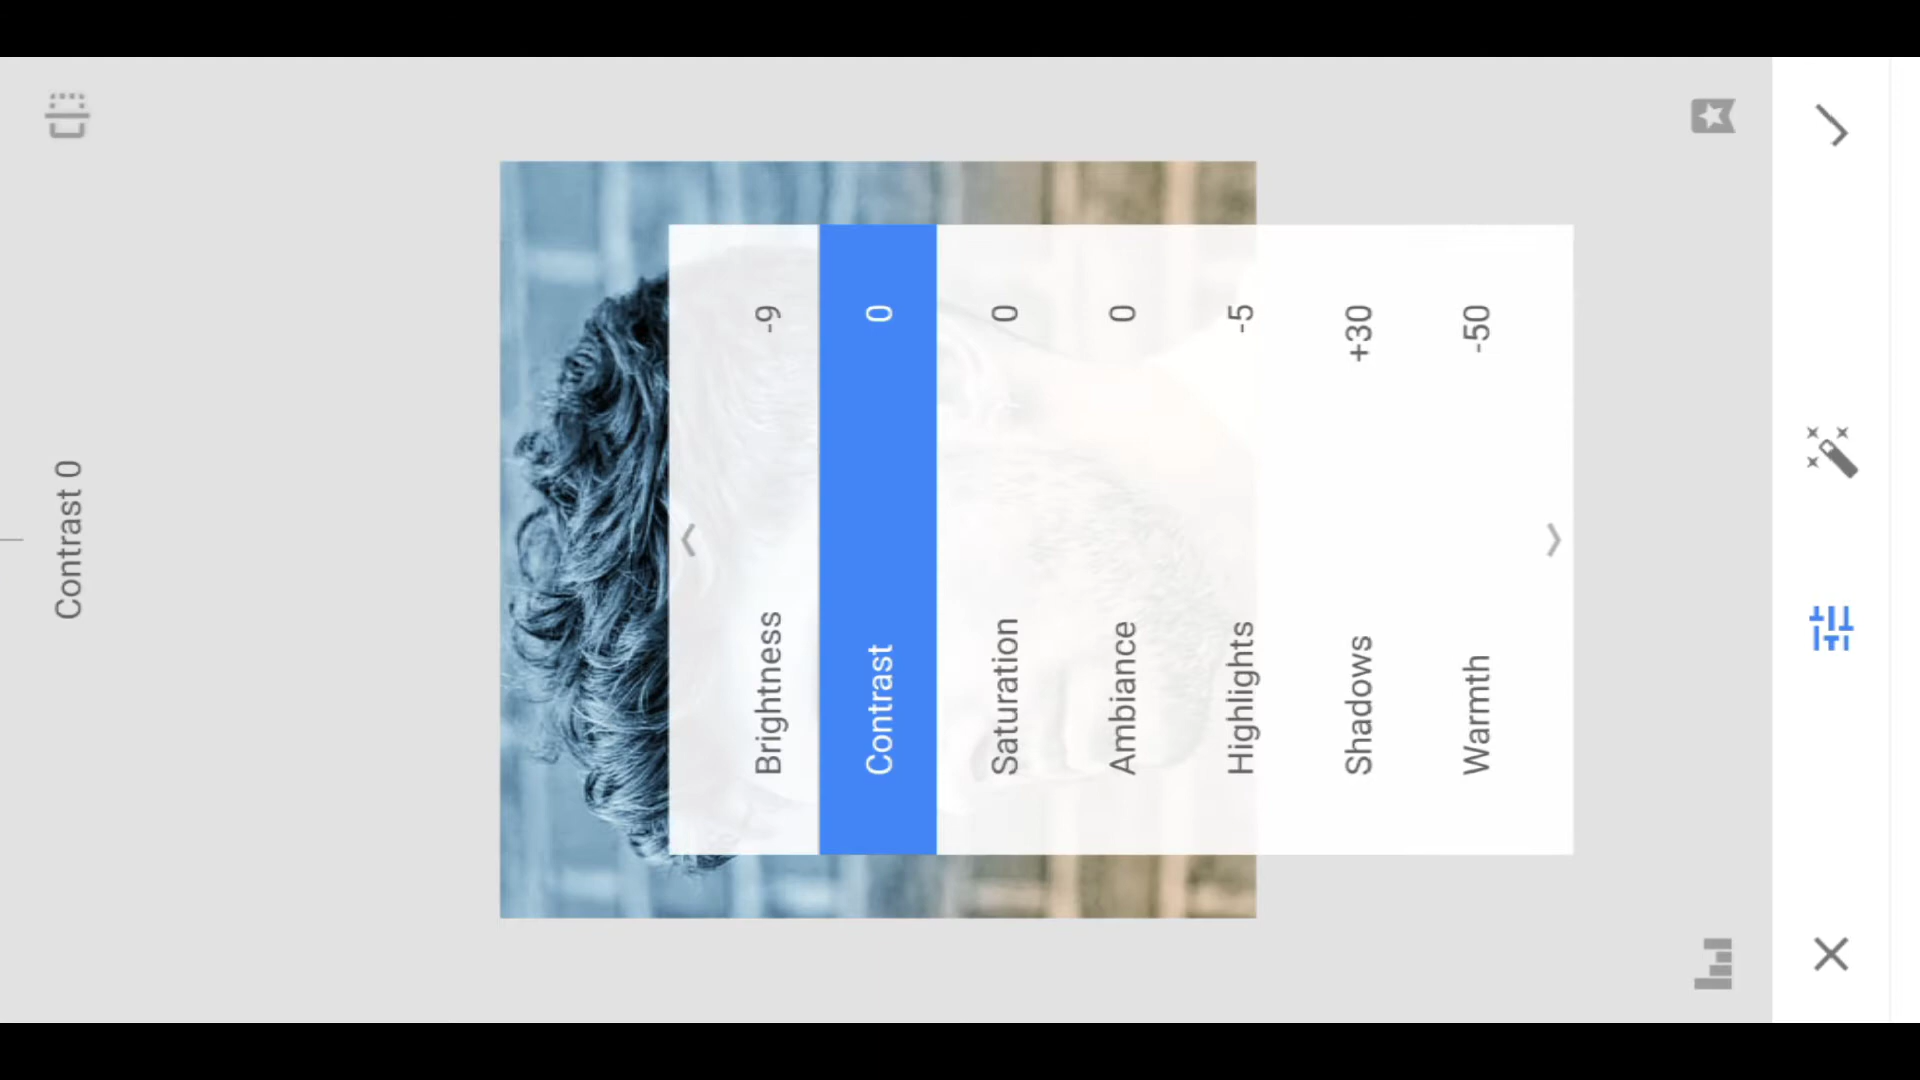 Contrast 0
Brightness -9
Contrast 0
Saturation 0
Ambiance 0
Highlights -5
Shadows +30
Warmth -50